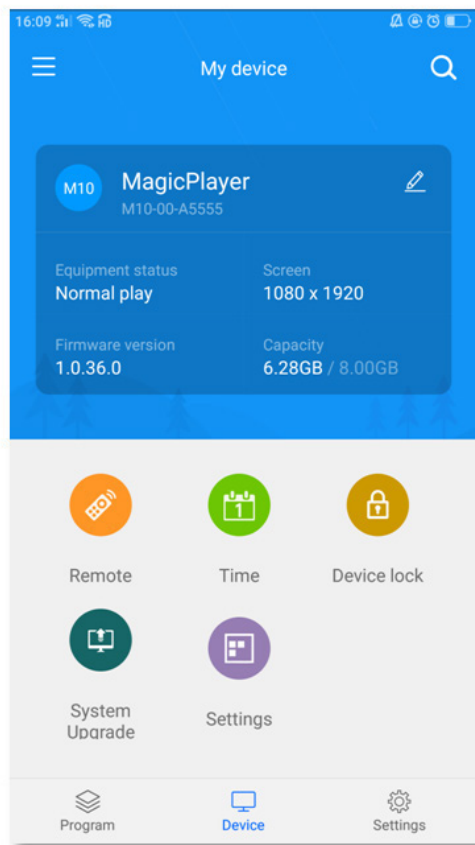 16:09 HD
My device
M10
MagicPlayer
M10-00-A5555
Equipment status
Screen
Normal play
1080 x 1920
Firmware version
Capacity
1.0.36.0
6.28GB / 8.00GB
1
Remote
Time
Device lock
System
Upgrade
Settings
Program
Device
Settings